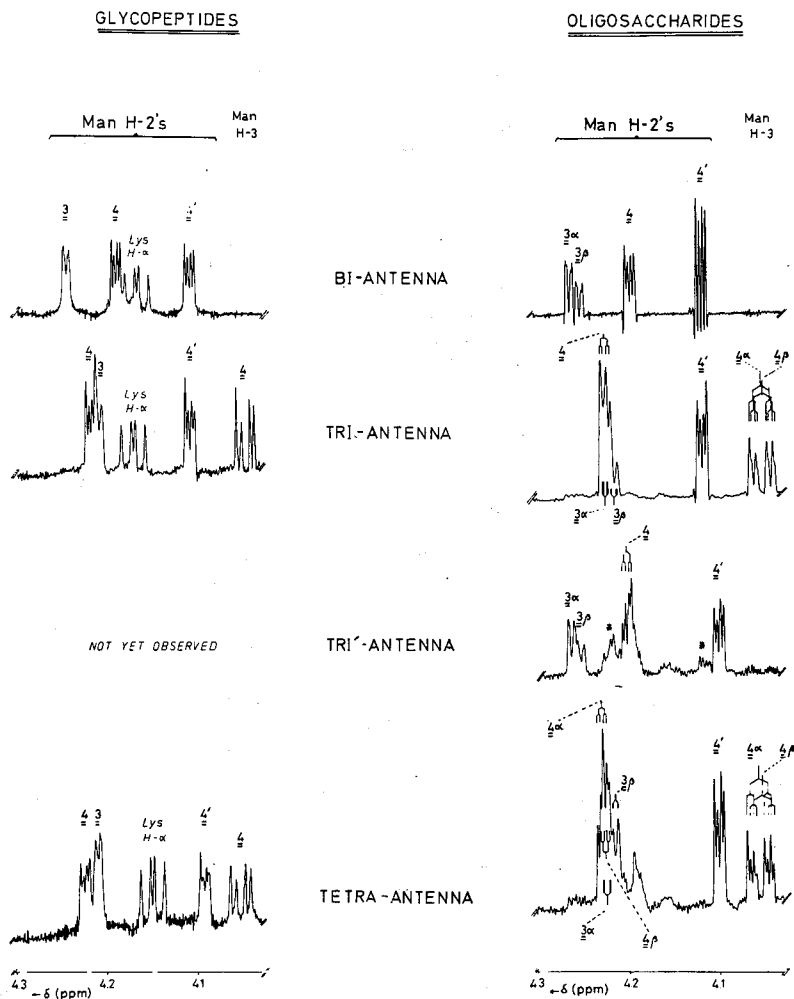 GLYCOPEPTIDES
OLIGOSACCHARIDES
Man H-2's
Man H-3
Man H-2's
Man H-3
3
4
Lys H-α
4'
BI-ANTENNA
3α
3β
4
4'
4
3
Lys H-α
4'
4
TRI-ANTENNA
4
3α
3β
4'
4α
4β
NOT YET OBSERVED
TRI'-ANTENNA
3α
3β
*
4
*
4'
4
3
Lys H-α
4'
4
TETRA-ANTENNA
4α
3β
3α
4β
4'
4α
4β
4.3
←δ (ppm)
4.2
4.1
4.3
←δ (ppm)
4.2
4.1